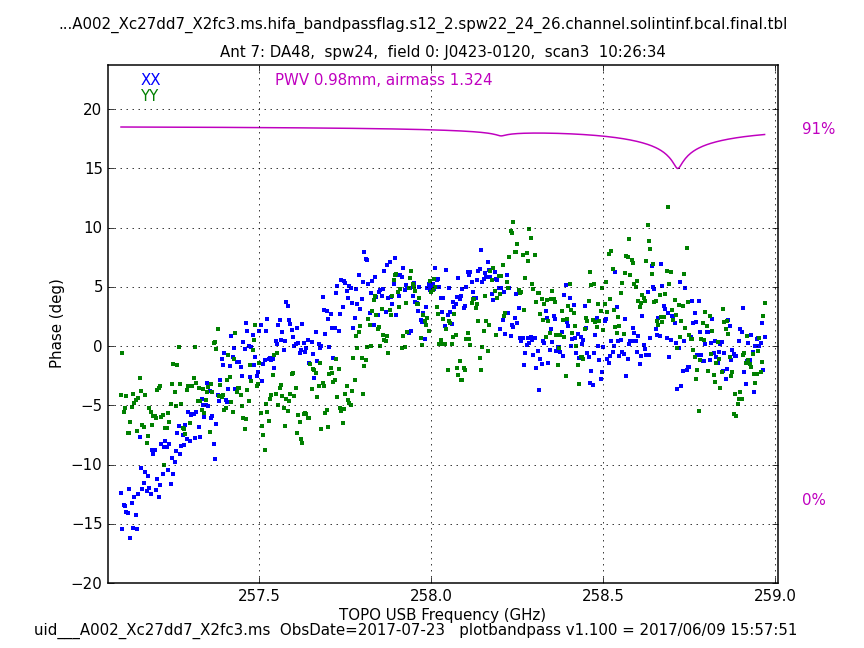 ...A002_Xc27dd7_X2fc3.ms.hifa_bandpassflag.s12_2.spw22_24_26.channel.solintinf.bcal.final.tbl
Ant 7: DA48,  spw24,  field 0: J0423-0120,  scan3  10:26:34
XX
YY
PWV 0.98mm, airmass 1.324
91%
0%
Phase (deg)
20
15
10
5
0
−5
−10
−15
−20
257.5
258.0
258.5
259.0
TOPO USB Frequency (GHz)
uid___A002_Xc27dd7_X2fc3.ms  ObsDate=2017-07-23   plotbandpass v1.100 = 2017/06/09 15:57:51